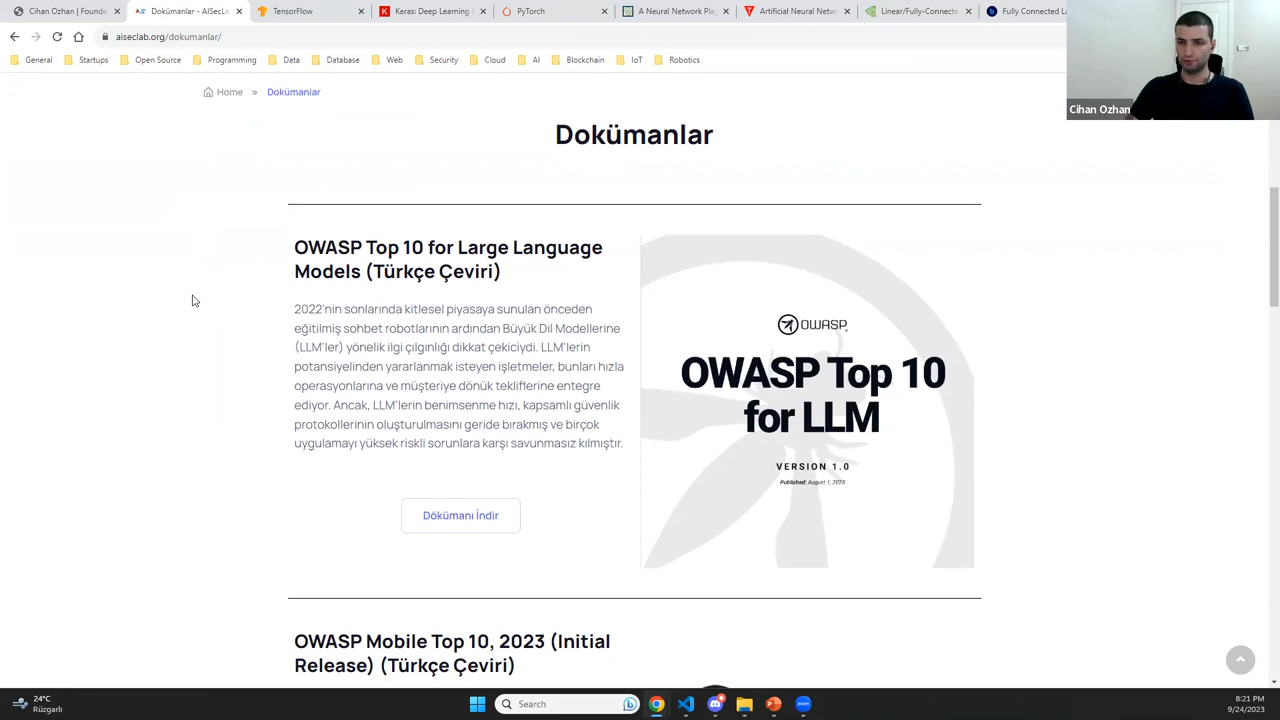 Cihan Ozhan | Founde
Dokümanlar - AISecLa
TensorFlow
Keras: Deep Learning f
PyTorch
A Neural Network Play
Artificial Neural Networ
Linear/Fully-Connecte
Fully Connected La
aiseclab.org/dokumanlar/
General
Startups
Open Source
Programming
Data
Database
Web
Security
Cloud
AI
Blockchain
IoT
Robotics
Cihan Ozhan
Home » Dokümanlar
Dokümanlar
OWASP Top 10 for Large Language
Models (Türkçe Çeviri)
2022'nin sonlarında kitlesel piyasaya sunulan önceden
eğitilmiş sohbet robotlarının ardından Büyük Dil Modellerine
(LLM'ler) yönelik ilgi çılgınlığı dikkat çekiciydi. LLM'lerin
potansiyelinden yararlanmak isteyen işletmeler, bunları hızla
operasyonlarına ve müşteriye dönük tekliflerine entegre
ediyor. Ancak, LLM'lerin benimsenme hızı, kapsamlı güvenlik
protokollerinin oluşturulmasını geride bırakmış ve birçok
uygulamayı yüksek riskli sorunlara karşı savunmasız kılmıştır.
Dökümanı İndir
OWASP
OWASP Top 10
for LLM
VERSION 1.0
Published: August 1, 2023
OWASP Mobile Top 10, 2023 (Initial
Release) (Türkçe Çeviri)
24°C
Rüzgarlı
Search
zoom
8:21 PM
9/24/2023